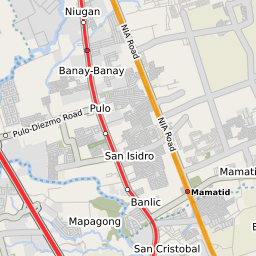 Niugan
NIA Road
Banay-Banay
Pulo
Pulo-Diezmo Road
NIA Road
San Isidro
Mamatid
Mamatid
Banlic
Mapagong
San Cristobal